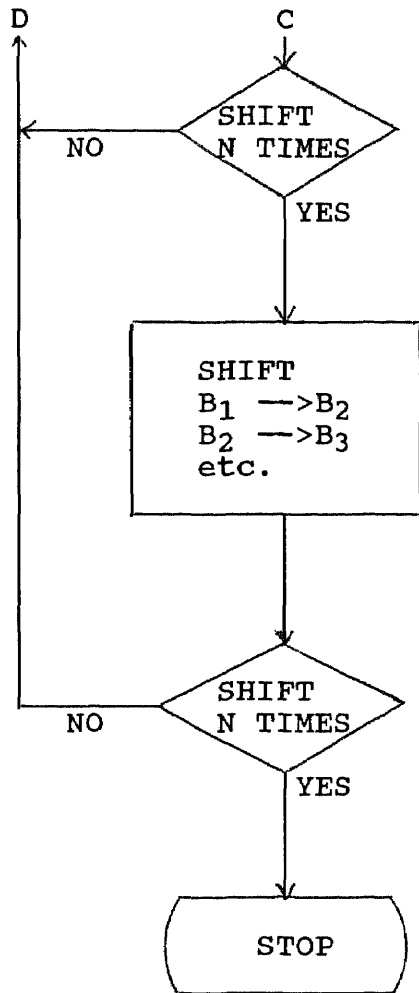 D
C
SHIFT
N TIMES
NO
YES
SHIFT
B1 —>B2
B2 —>B3
etc.
SHIFT
N TIMES
NO
YES
STOP